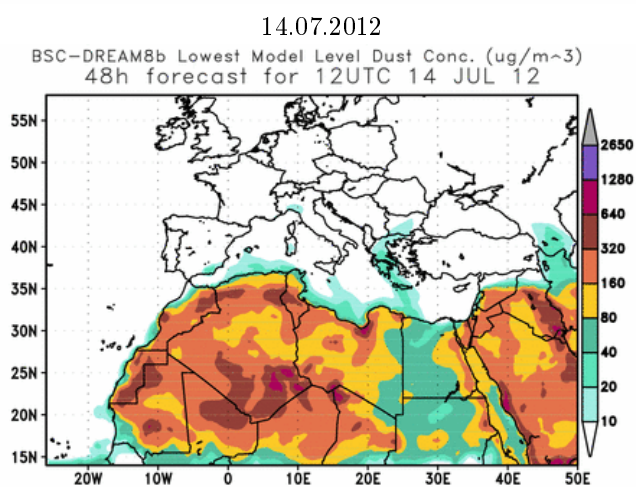 14.07.2012
BSC–DREAM8b Lowest Model Level Dust Conc. (ug/m^3)
48h forecast for 12UTC 14 JUL 12
55N
50N
45N
40N
35N
30N
25N
20N
15N
20W
10W
0
10E
20E
30E
40E
50E
2650
1280
640
320
160
80
40
20
10